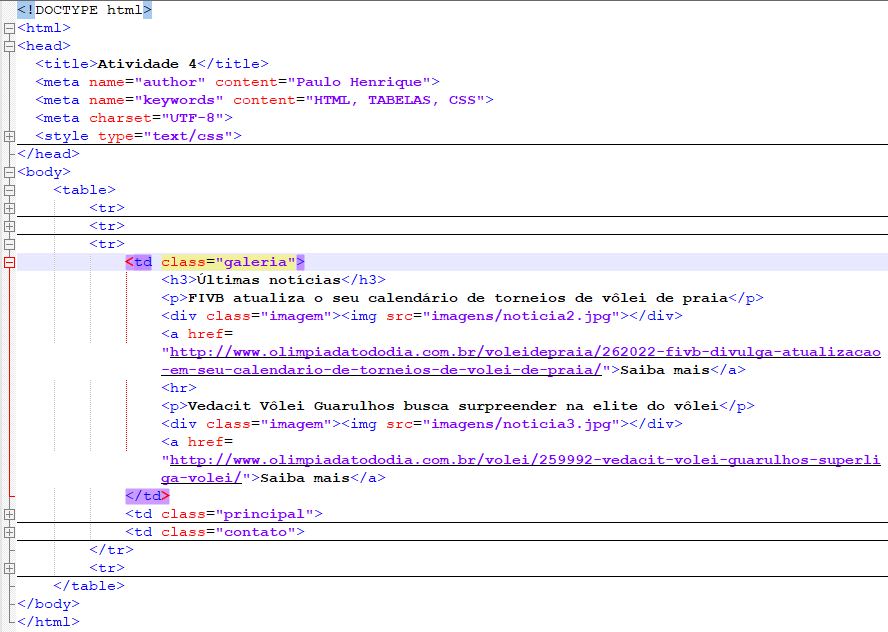 <!DOCTYPE html>
<html>
<head>
<title>Atividade 4</title>
<meta name="author" content="Paulo Henrique">
<meta name="keywords" content="HTML, TABELAS, CSS">
<meta charset="UTF-8">
<style type="text/css">
</head>
<body>
<table>
<tr>
<tr>
<tr>
<td class="galeria">
<h3>Últimas notícias</h3>
<p>FIVB atualiza o seu calendário de torneios de vôlei de praia</p>
<div class="imagem"><img src="imagens/noticia2.jpg"></div>
<a href=
"http://www.olimpiadatododia.com.br/voleidepraia/262022-fivb-divulga-atualizacao
-em-seu-calendario-de-torneios-de-volei-de-praia/">Saiba mais</a>
<hr>
<p>Vedacit Vôlei Guarulhos busca surpreender na elite do vôlei</p>
<div class="imagem"><img src="imagens/noticia3.jpg"></div>
<a href=
"http://www.olimpiadatododia.com.br/volei/259992-vedacit-volei-guarulhos-superli
ga-volei/">Saiba mais</a>
</td>
<td class="principal">
<td class="contato">
</tr>
<tr>
</table>
</body>
</html>